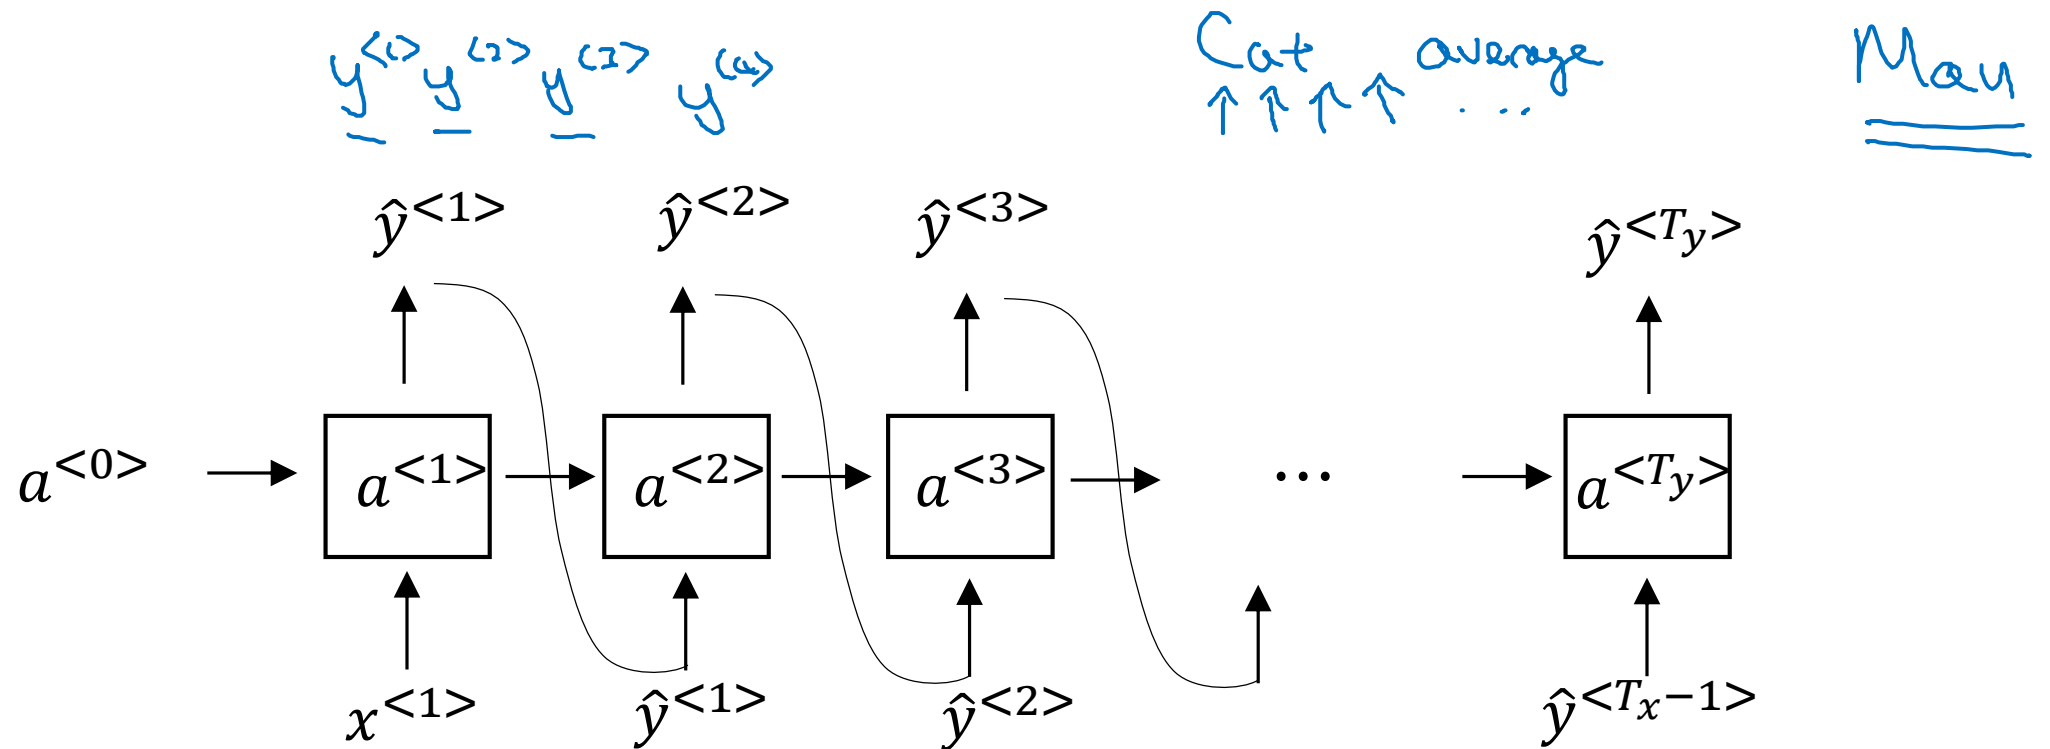 y<1> y<2> y<3> y<4> Cat average Mau
ŷ<1> ŷ<2> ŷ<3> ŷ<Ty>
a<0> a<1> a<2> a<3> ... a<Ty>
x<1> ŷ<1> ŷ<2> ŷ<Tx−1>